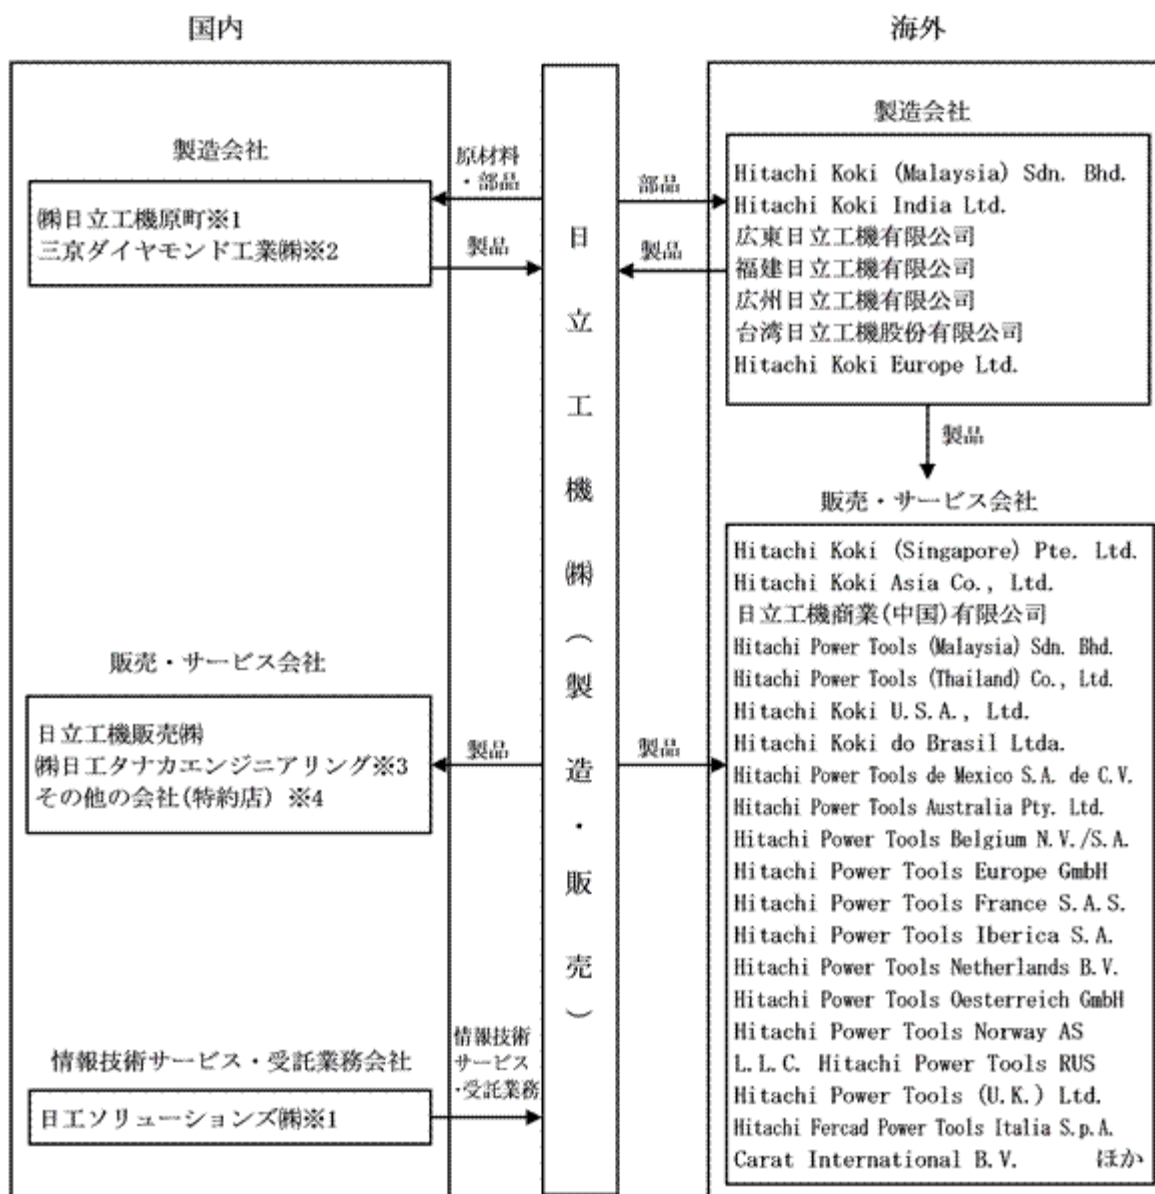 国内
製造会社
㈱日立工機原町※1
三京ダイヤモンド工業㈱※2
原材料
・部品
製品
販売・サービス会社
日立工機販売㈱
㈱日工タナカエンジニアリング※3
その他の会社(特約店) ※4
製品
情報技術サービス・受託業務会社
日工ソリューションズ㈱※1
情報技術
サービス
・受託業務
日立工機㈱(製造・販売)
海外
部品
製品
製造会社
Hitachi Koki (Malaysia) Sdn. Bhd.
Hitachi Koki India Ltd.
広東日立工機有限公司
福建日立工機有限公司
広州日立工機有限公司
台湾日立工機股份有限公司
Hitachi Koki Europe Ltd.
製品
販売・サービス会社
製品
Hitachi Koki (Singapore) Pte. Ltd.
Hitachi Koki Asia Co., Ltd.
日立工機商業(中国)有限公司
Hitachi Power Tools (Malaysia) Sdn. Bhd.
Hitachi Power Tools (Thailand) Co., Ltd.
Hitachi Koki U.S.A., Ltd.
Hitachi Koki do Brasil Ltda.
Hitachi Power Tools de Mexico S.A. de C.V.
Hitachi Power Tools Australia Pty. Ltd.
Hitachi Power Tools Belgium N.V./S.A.
Hitachi Power Tools Europe GmbH
Hitachi Power Tools France S.A.S.
Hitachi Power Tools Iberica S.A.
Hitachi Power Tools Netherlands B.V.
Hitachi Power Tools Oesterreich GmbH
Hitachi Power Tools Norway AS
L.L.C. Hitachi Power Tools RUS
Hitachi Power Tools (U.K.) Ltd.
Hitachi Fercad Power Tools Italia S.p.A.
Carat International B.V. ほか